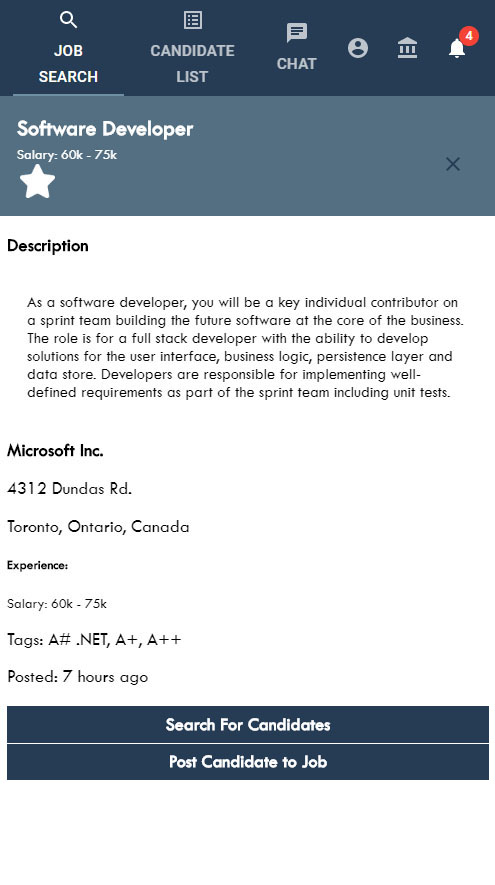 JOB
SEARCH
CANDIDATE
LIST
CHAT
4
Software Developer
Salary: 60k - 75k
Description
As a software developer, you will be a key individual contributor on
a sprint team building the future software at the core of the business.
The role is for a full stack developer with the ability to develop
solutions for the user interface, business logic, persistence layer and
data store. Developers are responsible for implementing well-
defined requirements as part of the sprint team including unit tests.
Microsoft Inc.
4312 Dundas Rd.
Toronto, Ontario, Canada
Experience:
Salary: 60k - 75k
Tags: A# .NET, A+, A++
Posted: 7 hours ago
Search For Candidates
Post Candidate to Job